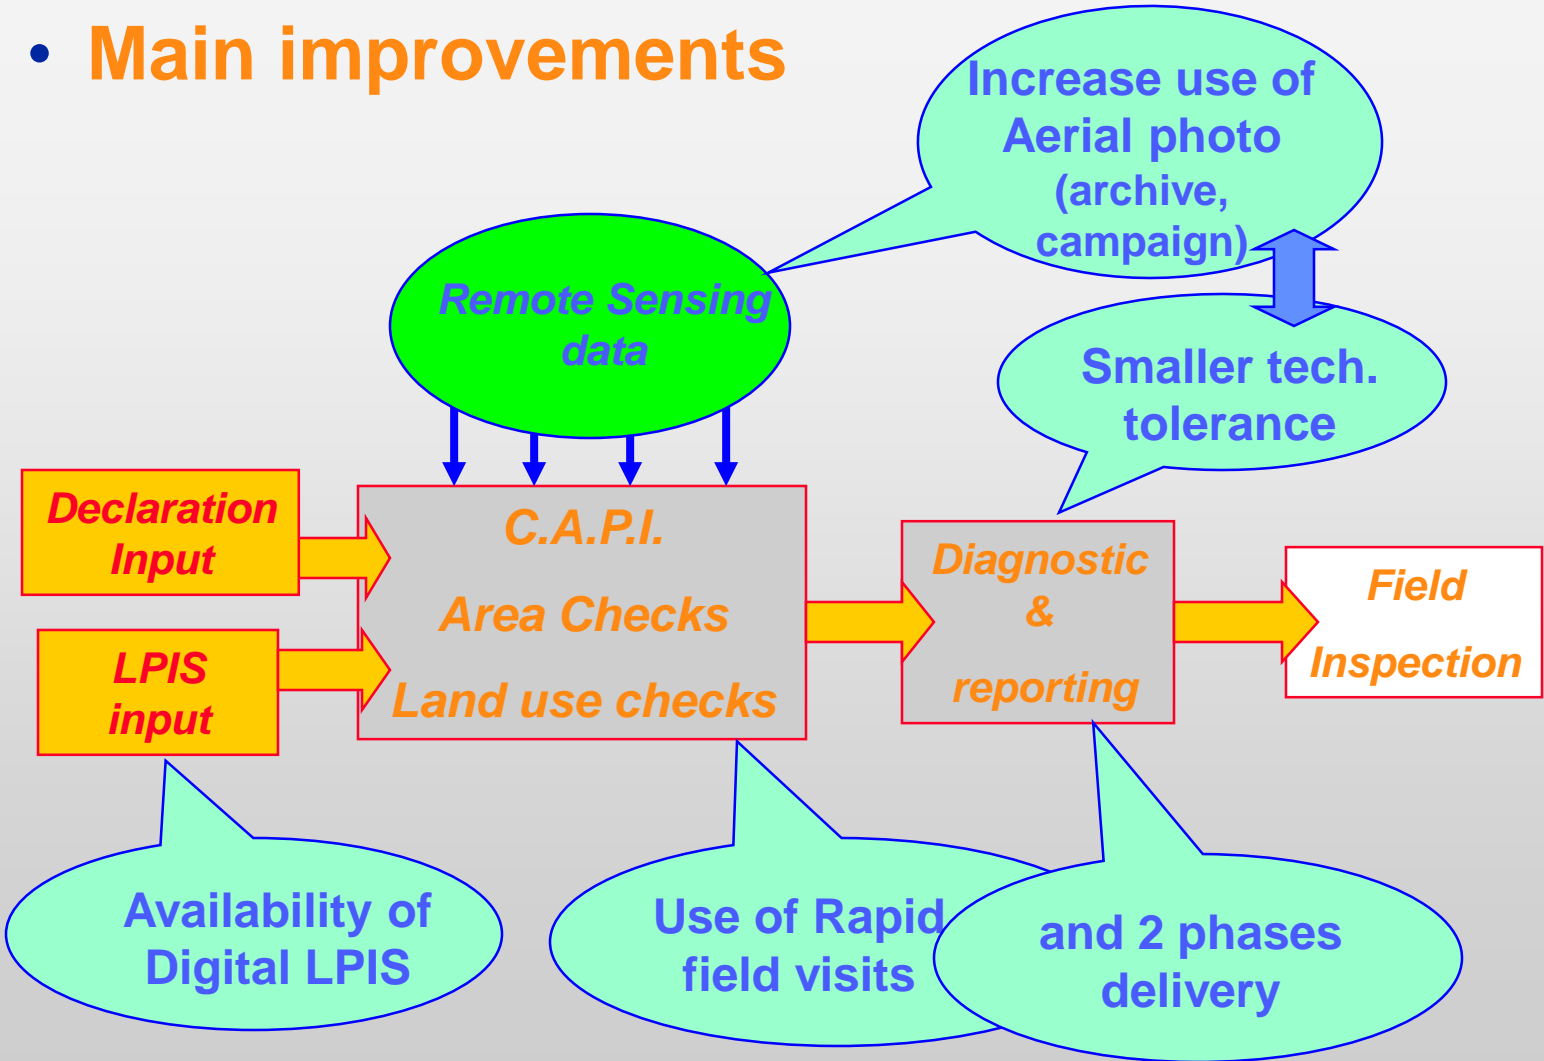 • Main improvements
Increase use of
Aerial photo
(archive,
campaign)
Remote Sensing
data
Smaller tech.
tolerance
Declaration
Input
LPIS
input
C.A.P.I.
Area Checks
Land use checks
Diagnostic
&
reporting
Field
Inspection
Availability of
Digital LPIS
Use of Rapid
field visits
and 2 phases
delivery